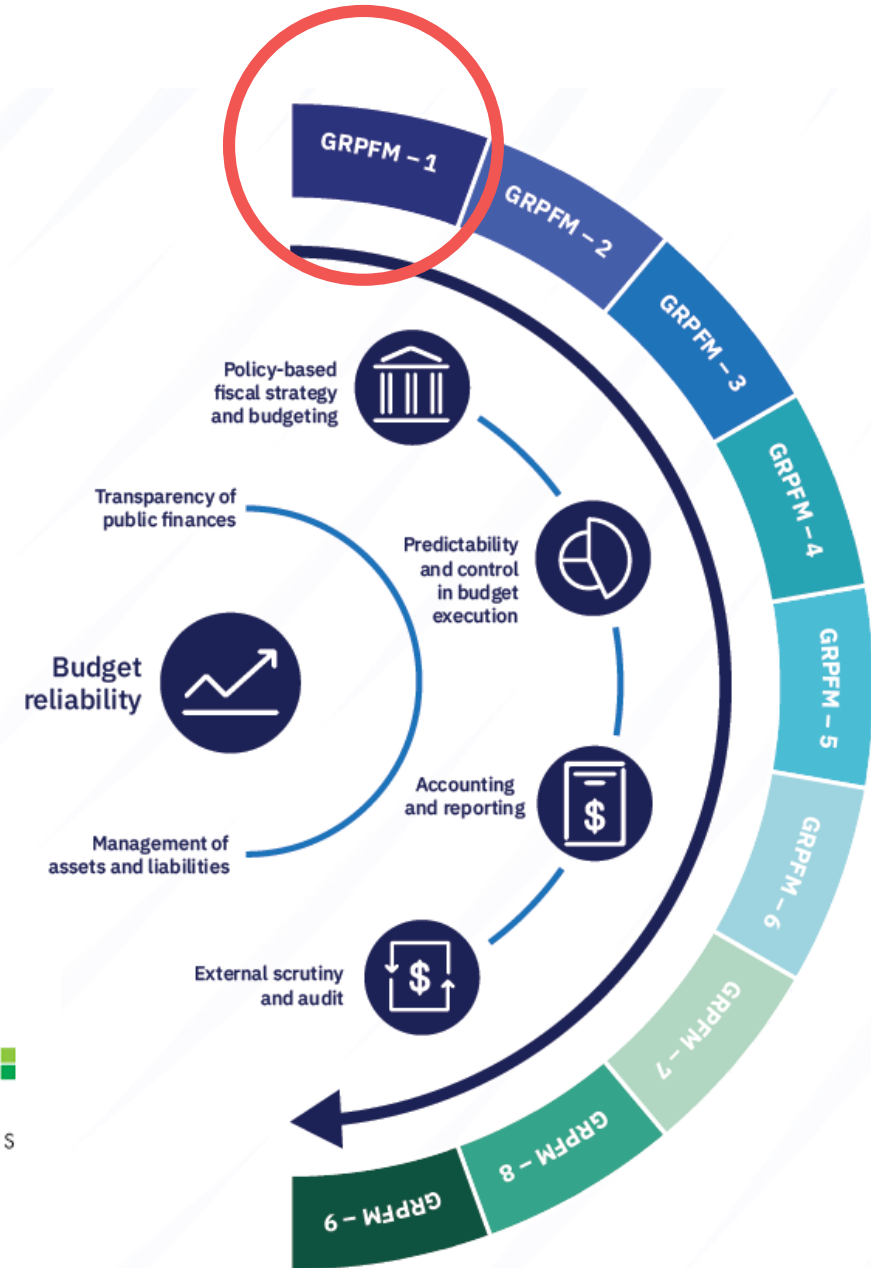 GRPFM – 1
GRPFM – 2
GRPFM – 3
GRPFM – 4
GRPFM – 5
GRPFM – 6
GRPFM – 7
GRPFM – 8
GRPFM – 9
Policy-based
fiscal strategy
and budgeting
Transparency of
public finances
Predictability
and control
in budget
execution
Budget
reliability
Accounting
and reporting
$
Management of
assets and liabilities
External scrutiny
and audit
$
S